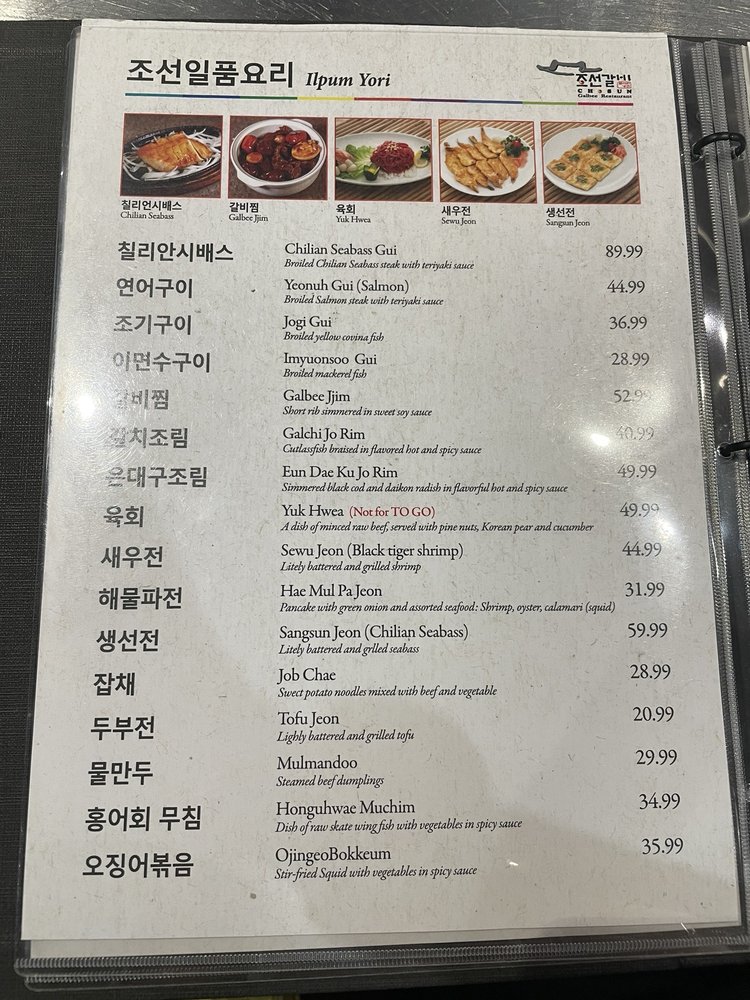 조선일품요리 Ilpum Yori
조선갈비
CHOSUN
Galbee Restaurant
칠리언시배스
Chilian Seabass
갈비찜
Galbee Jjim
육회
Yuk Hwea
새우전
Sewu Jeon
생선전
Sangsun Jeon
칠리안시배스 Chilian Seabass Gui 89.99
Broiled Chilian Seabass steak with teriyaki sauce
연어구이 Yeonuh Gui (Salmon) 44.99
Broiled Salmon steak with teriyaki sauce
조기구이 Jogi Gui 36.99
Broiled yellow covina fish
이면수구이 Imyuonsoo Gui 28.99
Broiled mackerel fish
갈비찜 Galbee Jjim 52.99
Short rib simmered in sweet soy sauce
갈치조림 Galchi Jo Rim 40.99
Cutlassfish braised in flavored hot and spicy sauce
은대구조림 Eun Dae Ku Jo Rim 49.99
Simmered black cod and daikon radish in flavorful hot and spicy sauce
육회 Yuk Hwea (Not for TO GO) 49.99
A dish of minced raw beef, served with pine nuts, Korean pear and cucumber
새우전 Sewu Jeon (Black tiger shrimp) 44.99
Litely battered and grilled shrimp
해물파전 Hae Mul Pa Jeon 31.99
Pancake with green onion and assorted seafood: Shrimp, oyster, calamari (squid)
생선전 Sangsun Jeon (Chilian Seabass) 59.99
Litely battered and grlled seabass
잡채 Job Chae 28.99
Sweet potato noodles mixed with beef and vegetable
두부전 Tofu Jeon 20.99
Lighly battered and grilled tofu
물만두 Mulmandoo 29.99
Steamed beef dumplings
홍어회 무침 Honguhwae Muchim 34.99
Dish of raw skate wing fish with vegetables in spicy sauce
오징어볶음 OjingeoBokkeum 35.99
Stir-fried Squid with vegetables in spicy sauce